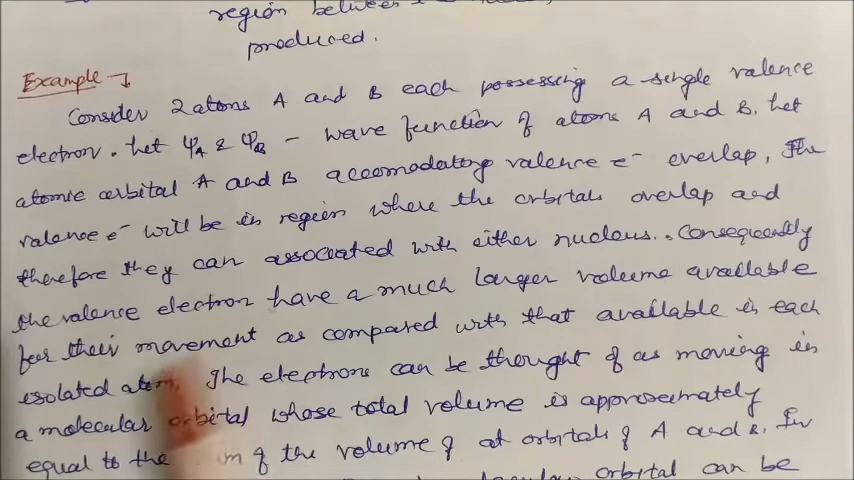 region between
produced.
Example →
Consider 2 atoms A and B each possessing a single valence
electron. Let ψA & ψB - wave function of atoms A and B. Let
atomic orbital A and B accomodating valence e- overlap, The
valence e- will be in region where the orbitals overlap and
therefore they can associated with either nucleus. Consequently
the valence electron have a much larger volume available
for their movement as compared with that available in each
isolated atom. The electrons can be thought of as moving in
a molecular orbital whose total volume is approximately
equal to the of the volume of at orbitals of A and B.
orbital can be